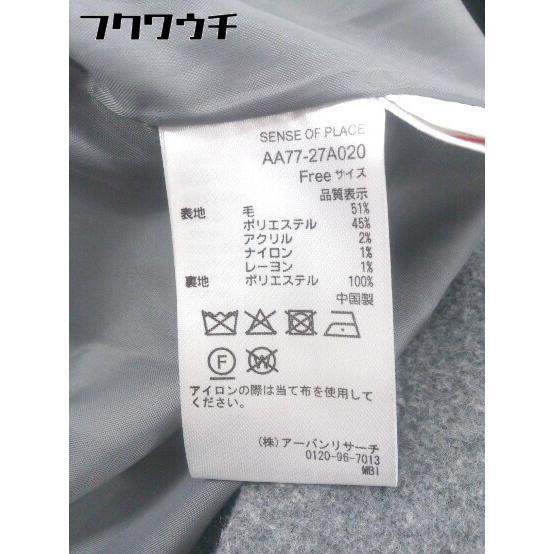 フクワウチ
SENSE OF PLACE
AA77-27A020
Free サイズ
品質表示
表地 毛 51%
ポリエステル 45%
アクリル 2%
ナイロン 1%
レーヨン 1%
裏地 ポリエステル 100%
中国製
F W
アイロンの際は当て布を使用して
ください。
(株)アーバンリサーチ
0120-96-7013
MBI